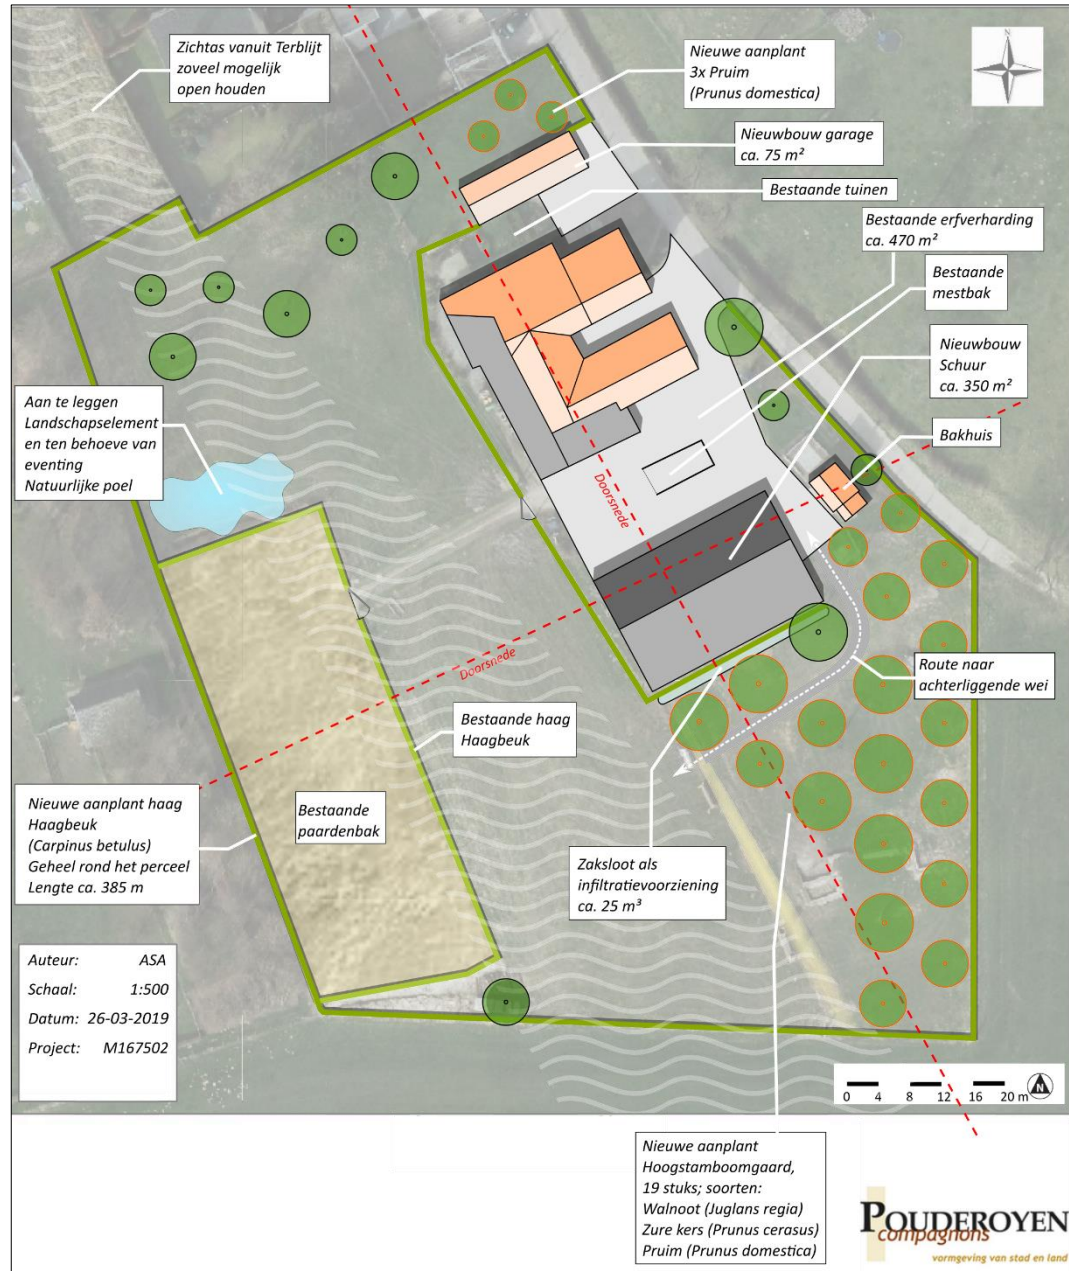 Zichtas vanuit Terblijt
zoveel mogelijk
open houden
Nieuwe aanplant
3x Pruim
(Prunus domestica)
N
Nieuwbouw garage
ca. 75 m²
Bestaande tuinen
Bestaande erfverharding
ca. 470 m²
Bestaande
mestbak
Nieuwbouw
Schuur
ca. 350 m²
Bakhuis
Aan te leggen
Landschapselement
en ten behoeve van
eventing
Natuurlijke poel
Doorsnede
Doorsnede
Route naar
achterliggende wei
Bestaande haag
Haagbeuk
Nieuwe aanplant haag
Haagbeuk
(Carpinus betulus)
Geheel rond het perceel
Lengte ca. 385 m
Bestaande
paardenbak
Zaksloot als
infiltratievoorziening
ca. 25 m³
Auteur: ASA
Schaal: 1:500
Datum: 26-03-2019
Project: M167502
0 4 8 12 16 20 m
N
Nieuwe aanplant
Hoogstamboomgaard,
19 stuks; soorten:
Walnoot (Juglans regia)
Zure kers (Prunus cerasus)
Pruim (Prunus domestica)
POUDEROYEN
compagnons
vormgeving van stad en land